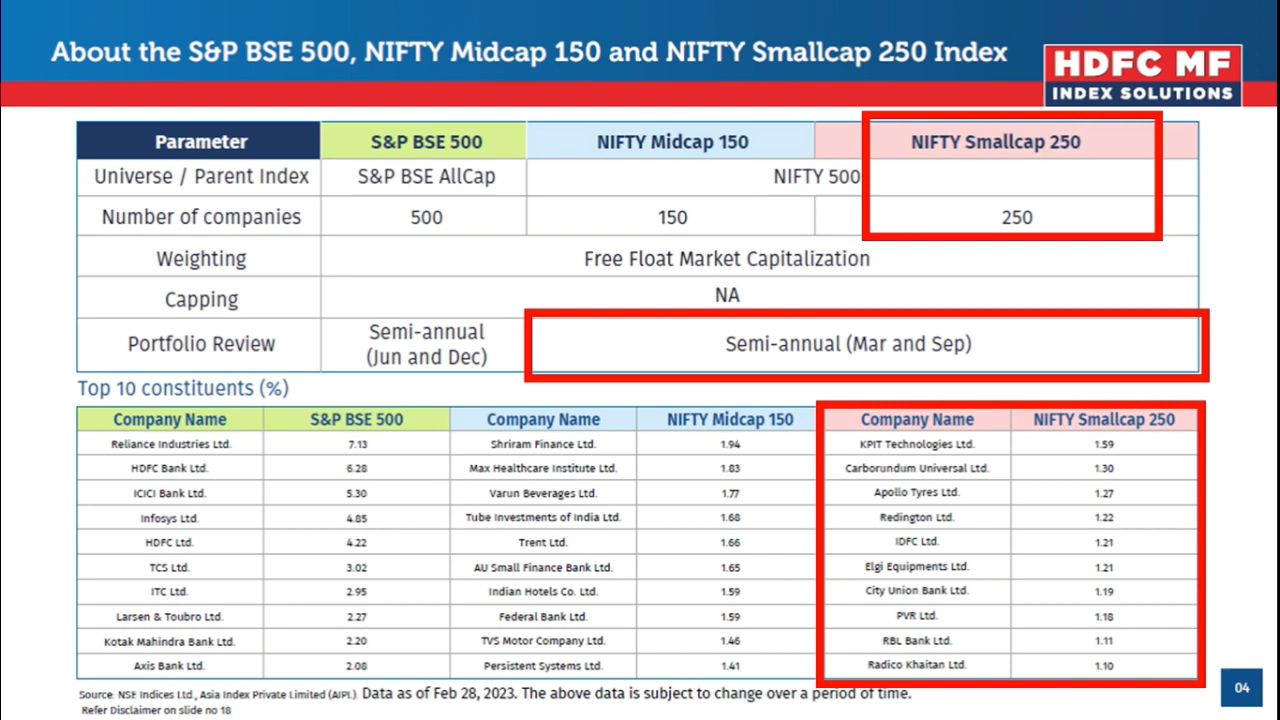 About the S&P BSE 500, NIFTY Midcap 150 and NIFTY Smallcap 250 Index
HDFC MF
INDEX SOLUTIONS
Parameter S&P BSE 500 NIFTY Midcap 150 NIFTY Smallcap 250
Universe / Parent Index S&P BSE AllCap NIFTY 500
Number of companies 500 150 250
Weighting Free Float Market Capitalization
Capping NA
Portfolio Review Semi-annual (Jun and Dec) Semi-annual (Mar and Sep)
Top 10 constituents (%)
Company Name S&P BSE 500 Company Name NIFTY Midcap 150 Company Name NIFTY Smallcap 250
Reliance Industries Ltd. 7.13 Shriram Finance Ltd. 1.94 KPIT Technologies Ltd. 1.59
HDFC Bank Ltd. 6.28 Max Healthcare Institute Ltd. 1.83 Carborundum Universal Ltd. 1.30
ICICI Bank Ltd. 5.30 Varun Beverages Ltd. 1.77 Apollo Tyres Ltd. 1.27
Infosys Ltd. 4.85 Tube Investments of India Ltd. 1.68 Redington Ltd. 1.22
HDFC Ltd. 4.22 Trent Ltd. 1.66 IDFC Ltd. 1.21
TCS Ltd. 3.02 AU Small Finance Bank Ltd. 1.65 Elgi Equipments Ltd. 1.21
ITC Ltd. 2.95 Indian Hotels Co. Ltd. 1.59 City Union Bank Ltd. 1.19
Larsen & Toubro Ltd. 2.27 Federal Bank Ltd. 1.59 PVR Ltd. 1.18
Kotak Mahindra Bank Ltd. 2.20 TVS Motor Company Ltd. 1.46 RBL Bank Ltd. 1.11
Axis Bank Ltd. 2.08 Persistent Systems Ltd. 1.41 Radico Khaitan Ltd. 1.10
Source: NSE Indices Ltd., Asia Index Private Limited (AIPL). Data as of Feb 28, 2023. The above data is subject to change over a period of time.
Refer Disclaimer on slide no 18
04